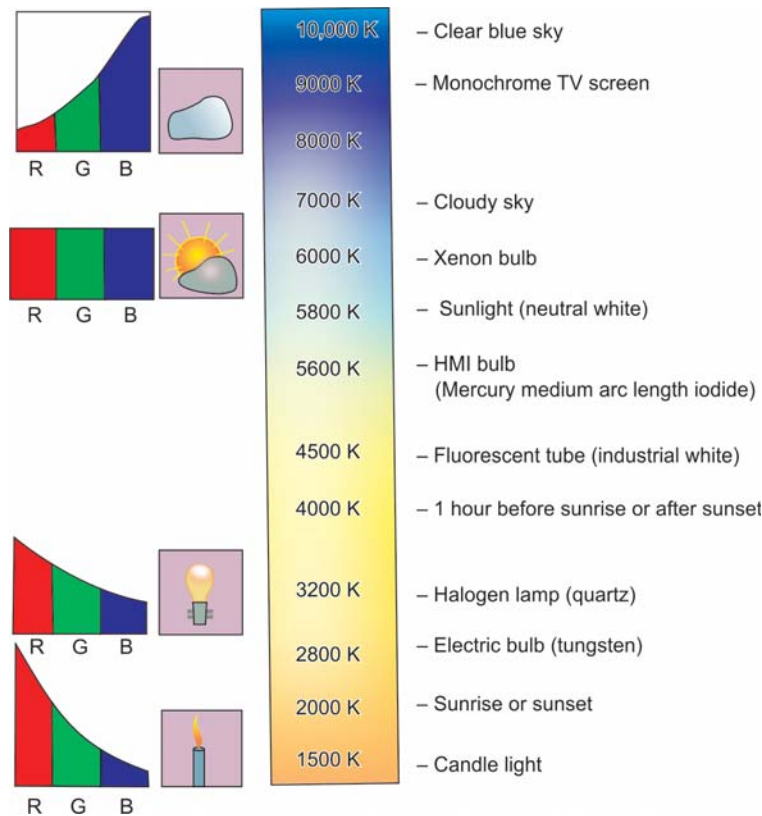 10,000 K – Clear blue sky
9000 K – Monochrome TV screen
8000 K
R G B
7000 K – Cloudy sky
6000 K – Xenon bulb
5800 K – Sunlight (neutral white)
R G B
5600 K – HMI bulb
(Mercury medium arc length iodide)
4500 K – Fluorescent tube (industrial white)
4000 K – 1 hour before sunrise or after sunset
3200 K – Halogen lamp (quartz)
R G B
2800 K – Electric bulb (tungsten)
2000 K – Sunrise or sunset
1500 K – Candle light
R G B